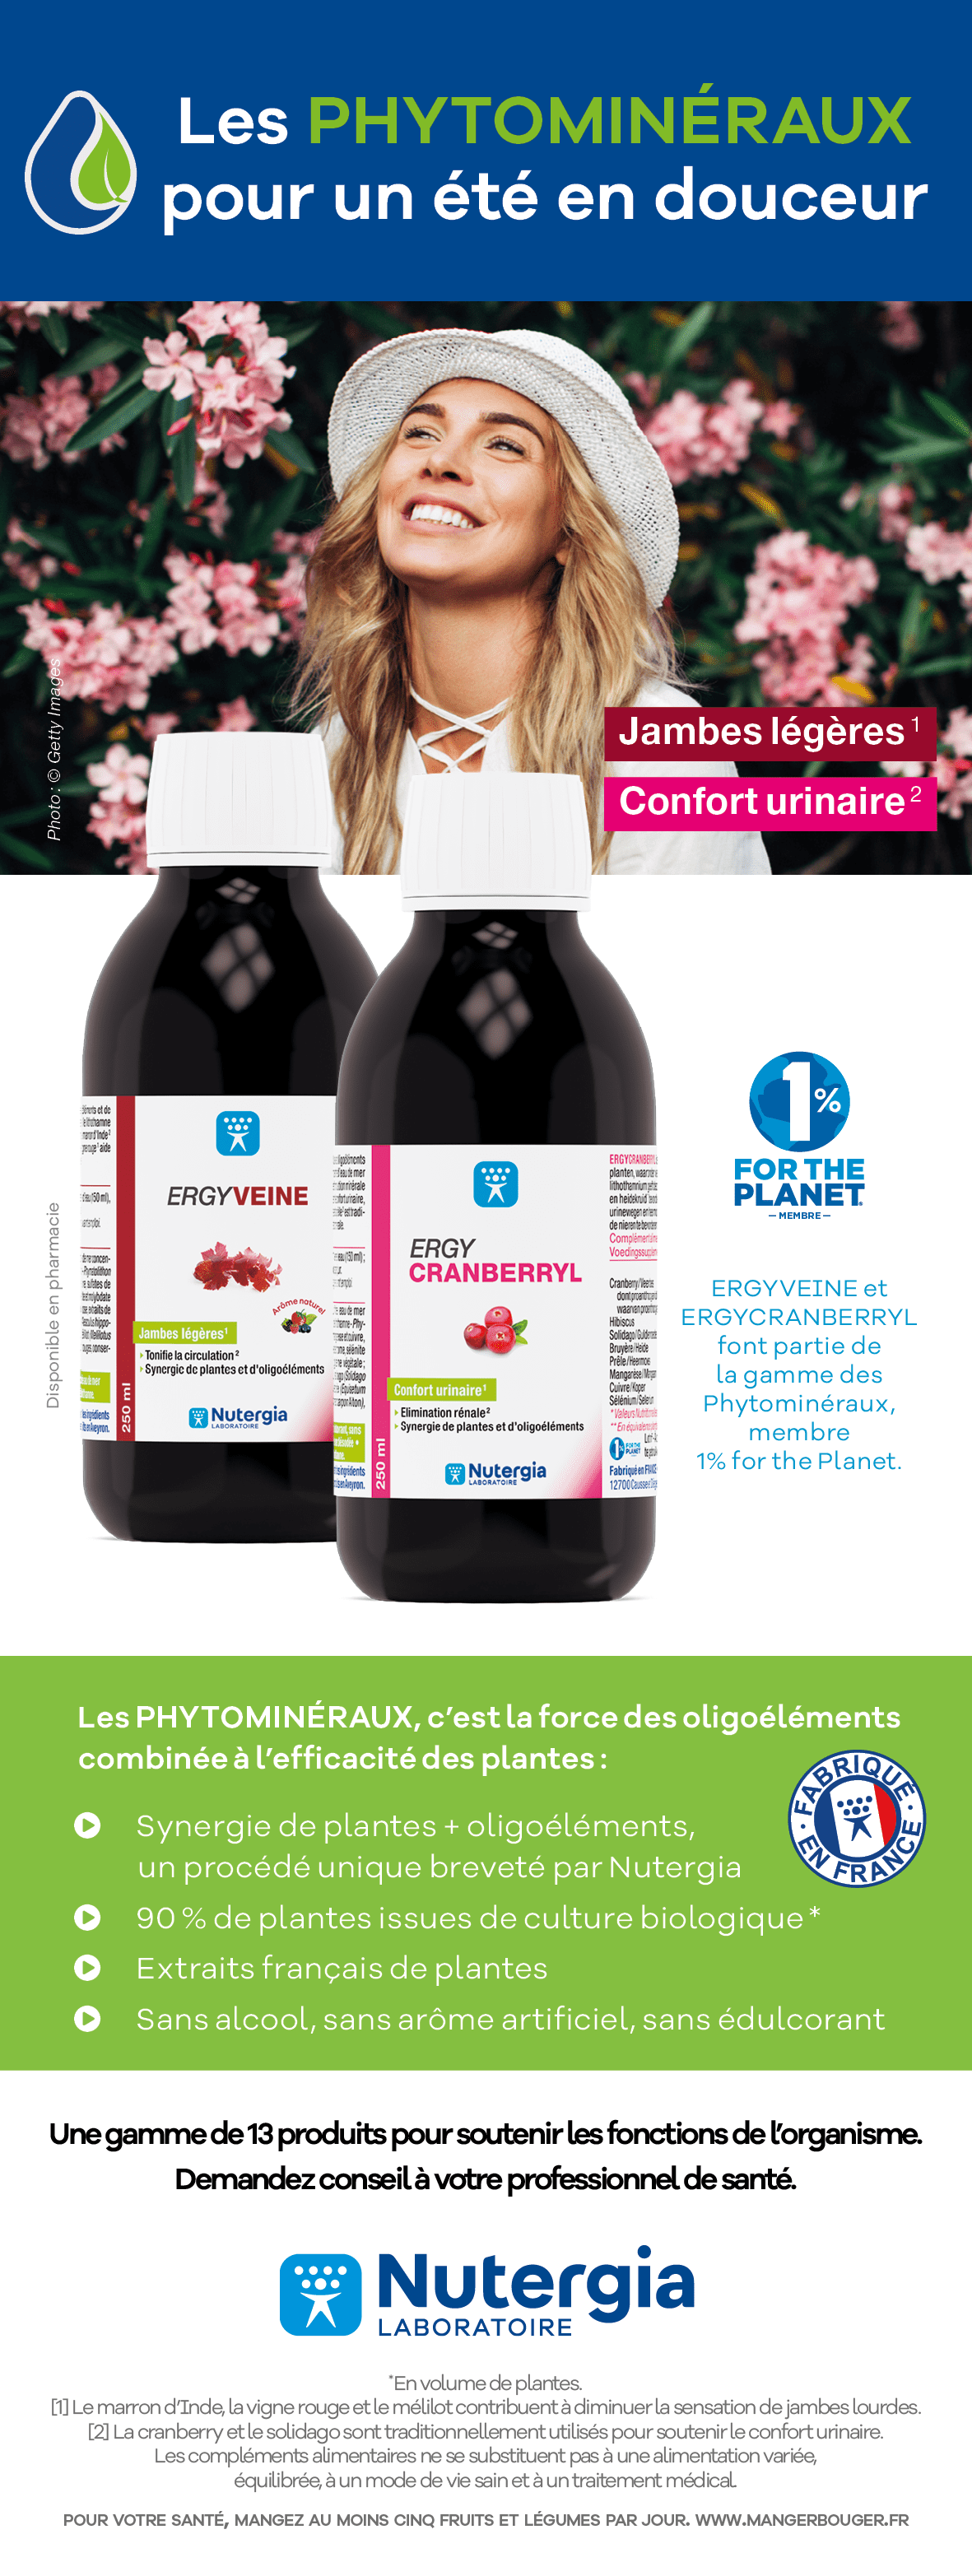 Les PHYTOMINÉRAUX
pour un été en douceur
Photo : © Getty Images
Jambes légères 1
Confort urinaire 2
Disponible en pharmacie
ERGYVEINE
Arôme naturel
Jambes légères1
Tonifie la circulation2
Synergie de plantes et d'oligoéléments
250 ml
Nutergia
LABORATOIRE
ERGY
CRANBERRYL
Confort urinaire1
Elimination rénale2
Synergie de plantes et d'oligoéléments
250 ml
Nutergia
LABORATOIRE
Hibiscus
1%
FOR THE
PLANET
MEMBRE
ERGYVEINE et
ERGYCRANBERRYL
font partie de
la gamme des
Phytominéraux,
membre
1% for the Planet.
Les PHYTOMINÉRAUX, c’est la force des oligoéléments
combinée à l’efficacité des plantes :
FABRIQUÉ EN FRANCE
Synergie de plantes + oligoéléments,
un procédé unique breveté par Nutergia
90 % de plantes issues de culture biologique *
Extraits français de plantes
Sans alcool, sans arôme artificiel, sans édulcorant
Une gamme de 13 produits pour soutenir les fonctions de l’organisme.
Demandez conseil à votre professionnel de santé.
Nutergia
LABORATOIRE
*En volume de plantes.
[1] Le marron d’Inde, la vigne rouge et le mélilot contribuent à diminuer la sensation de jambes lourdes.
[2] La cranberry et le solidago sont traditionnellement utilisés pour soutenir le confort urinaire.
Les compléments alimentaires ne se substituent pas à une alimentation variée,
équilibrée, à un mode de vie sain et à un traitement médical.
POUR VOTRE SANTÉ, MANGEZ AU MOINS CINQ FRUITS ET LÉGUMES PAR JOUR. WWW.MANGERBOUGER.FR